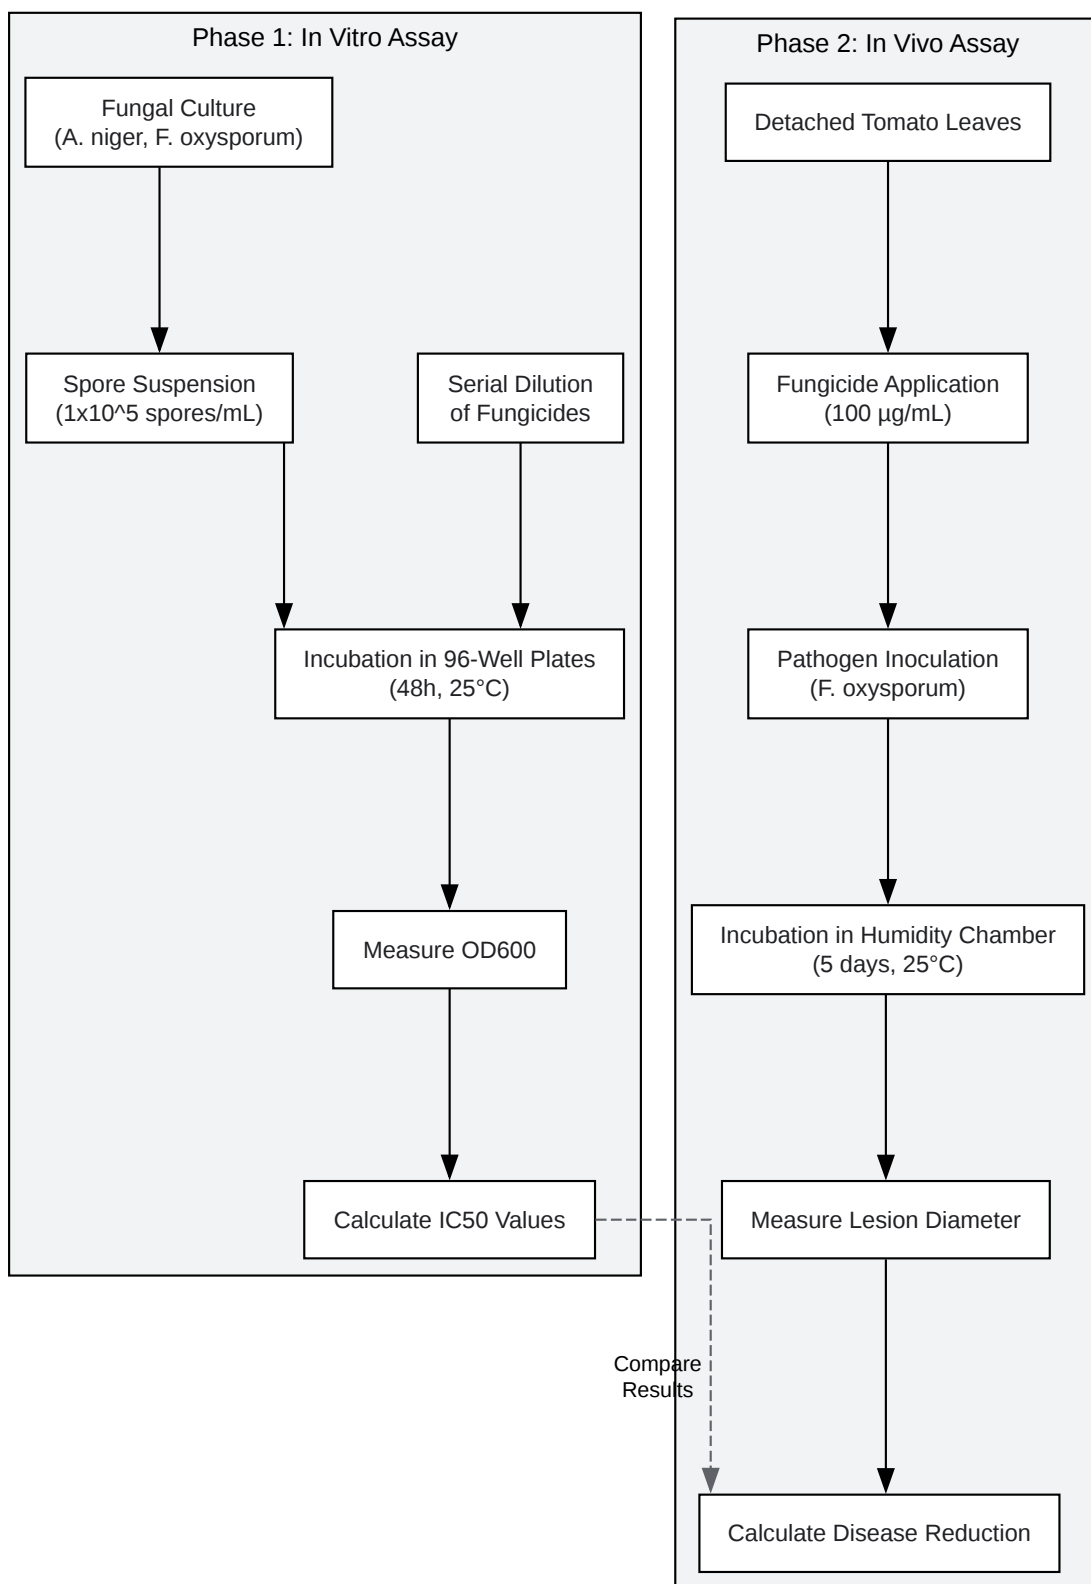 Phase 1: In Vitro Assay
Fungal Culture
(A. niger, F. oxysporum)
Spore Suspension
(1x10^5 spores/mL)
Serial Dilution
of Fungicides
Incubation in 96-Well Plates
(48h, 25°C)
Measure OD600
Calculate IC50 Values
Compare
Results
Phase 2: In Vivo Assay
Detached Tomato Leaves
Fungicide Application
(100 µg/mL)
Pathogen Inoculation
(F. oxysporum)
Incubation in Humidity Chamber
(5 days, 25°C)
Measure Lesion Diameter
Calculate Disease Reduction